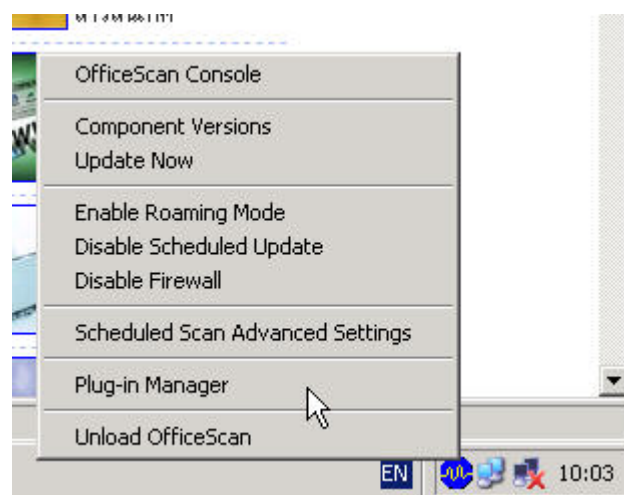 OfficeScan Console
Component Versions
Update Now
Enable Roaming Mode
Disable Scheduled Update
Disable Firewall
Scheduled Scan Advanced Settings
Plug-in Manager
Unload OfficeScan
EN 10:03